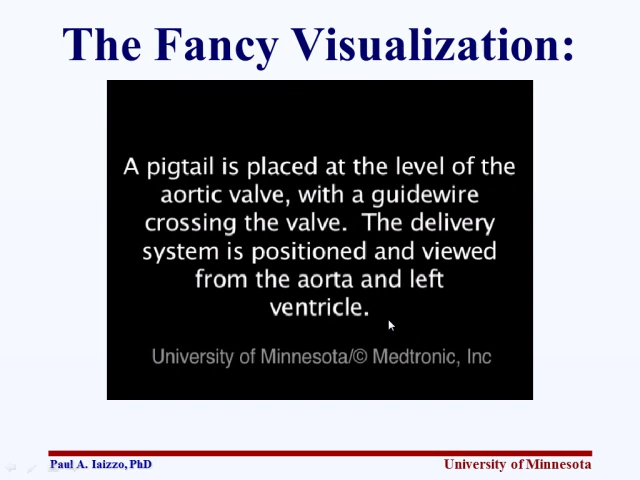 The Fancy Visualization:
A pigtail is placed at the level of the
aortic valve, with a guidewire
crossing the valve.  The delivery
system is positioned and viewed
from the aorta and left
ventricle.
University of Minnesota/© Medtronic, Inc
Paul A. Iaizzo, PhD
University of Minnesota